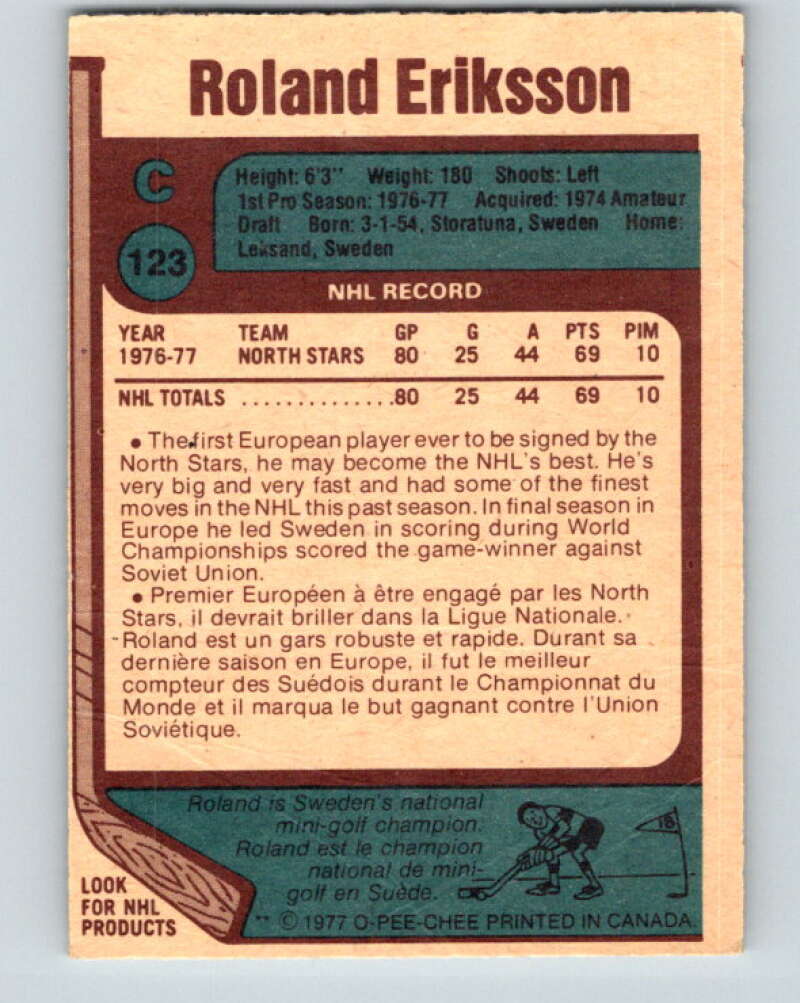 Roland Eriksson
C
Height: 6'3" Weight: 180 Shoots: Left
1st Pro Season: 1976-77 Acquired: 1974 Amateur
Draft Born: 3-1-54, Storatuna, Sweden Home:
Leksand, Sweden
123
NHL RECORD
YEAR TEAM GP G A PTS PIM
1976-77 NORTH STARS 80 25 44 69 10
NHL TOTALS ..............80 25 44 69 10
• The first European player ever to be signed by the
North Stars, he may become the NHL's best. He's
very big and very fast and had some of the finest
moves in the NHL this past season. In final season in
Europe he led Sweden in scoring during World
Championships scored the game-winner against
Soviet Union.
• Premier Européen à être engagé par les North
Stars, il devrait briller dans la Ligue Nationale.
Roland est un gars robuste et rapide. Durant sa
dernière saison en Europe, il fut le meilleur
compteur des Suédois durant le Championnat du
Monde et il marqua le but gagnant contre l'Union
Soviétique.
Roland is Sweden's national
mini-golf champion.
Roland est le champion
national de mini-
golf en Suède.
18
LOOK
FOR NHL
PRODUCTS
** © 1977 O-PEE-CHEE PRINTED IN CANADA.